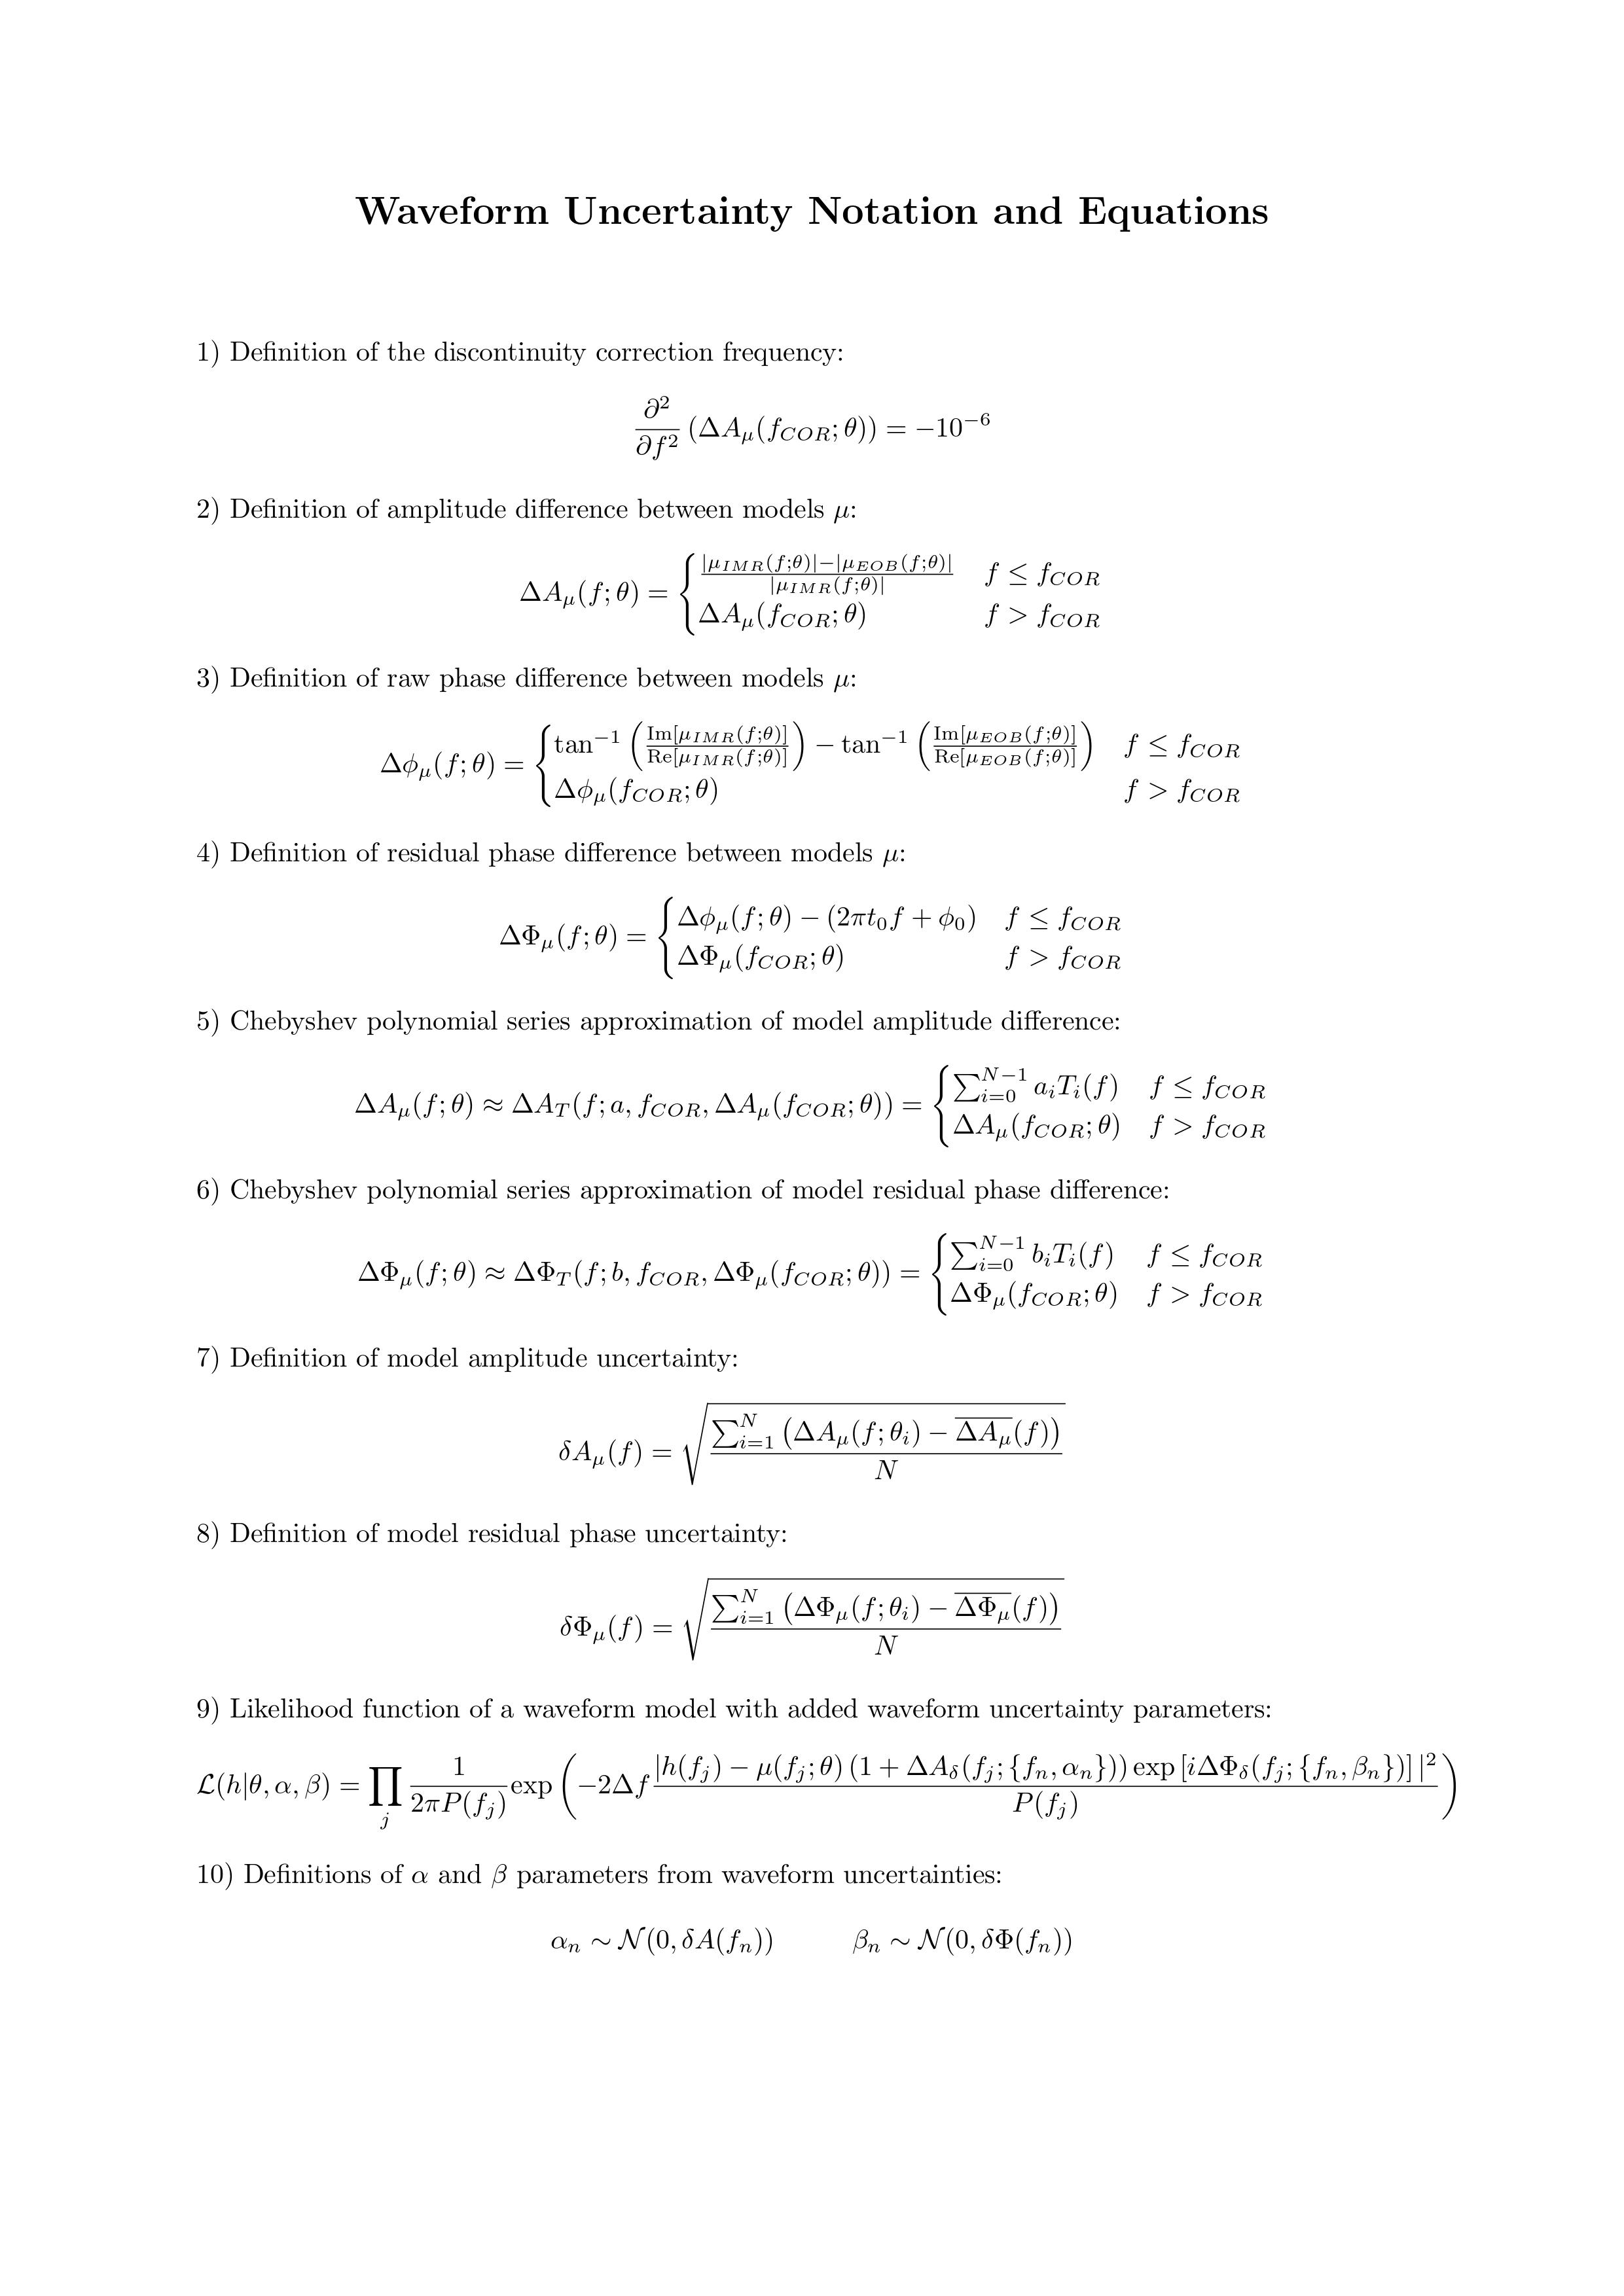 Waveform Uncertainty Notation and Equations
1) Definition of the discontinuity correction frequency:
$\frac{\partial^2}{\partial f^2} \left( \Delta A_\mu(f_{COR}; \theta) \right) = -10^{-6}$
2) Definition of amplitude difference between models $\mu$:
$\Delta A_\mu(f; \theta) = \begin{cases} \frac{|\mu_{IMR}(f;\theta)| - |\mu_{EOB}(f;\theta)|}{|\mu_{IMR}(f;\theta)|} & f \leq f_{COR} \\ \Delta A_\mu(f_{COR}; \theta) & f > f_{COR} \end{cases}$
3) Definition of raw phase difference between models $\mu$:
$\Delta \phi_\mu(f; \theta) = \begin{cases} \tan^{-1} \left( \frac{\text{Im}[\mu_{IMR}(f;\theta)]}{\text{Re}[\mu_{IMR}(f;\theta)]} \right) - \tan^{-1} \left( \frac{\text{Im}[\mu_{EOB}(f;\theta)]}{\text{Re}[\mu_{EOB}(f;\theta)]} \right) & f \leq f_{COR} \\ \Delta \phi_\mu(f_{COR}; \theta) & f > f_{COR} \end{cases}$
4) Definition of residual phase difference between models $\mu$:
$\Delta \Phi_\mu(f; \theta) = \begin{cases} \Delta \phi_\mu(f; \theta) - (2\pi t_0 f + \phi_0) & f \leq f_{COR} \\ \Delta \Phi_\mu(f_{COR}; \theta) & f > f_{COR} \end{cases}$
5) Chebyshev polynomial series approximation of model amplitude difference:
$\Delta A_\mu(f; \theta) \approx \Delta A_T(f; a, f_{COR}, \Delta A_\mu(f_{COR}; \theta)) = \begin{cases} \sum_{i=0}^{N-1} a_i T_i(f) & f \leq f_{COR} \\ \Delta A_\mu(f_{COR}; \theta) & f > f_{COR} \end{cases}$
6) Chebyshev polynomial series approximation of model residual phase difference:
$\Delta \Phi_\mu(f; \theta) \approx \Delta \Phi_T(f; b, f_{COR}, \Delta \Phi_\mu(f_{COR}; \theta)) = \begin{cases} \sum_{i=0}^{N-1} b_i T_i(f) & f \leq f_{COR} \\ \Delta \Phi_\mu(f_{COR}; \theta) & f > f_{COR} \end{cases}$
7) Definition of model amplitude uncertainty:
$\delta A_\mu(f) = \sqrt{\frac{\sum_{i=1}^{N} \left( \Delta A_\mu(f; \theta_i) - \overline{\Delta A_\mu}(f) \right)}{N}}$
8) Definition of model residual phase uncertainty:
$\delta \Phi_\mu(f) = \sqrt{\frac{\sum_{i=1}^{N} \left( \Delta \Phi_\mu(f; \theta_i) - \overline{\Delta \Phi_\mu}(f) \right)}{N}}$
9) Likelihood function of a waveform model with added waveform uncertainty parameters:
$\mathcal{L}(h|\theta, \alpha, \beta) = \prod_j \frac{1}{2\pi P(f_j)} \exp \left( -2\Delta f \frac{|h(f_j) - \mu(f_j; \theta) \left( 1 + \Delta A_\delta(f_j; \{f_n, \alpha_n\}) \right) \exp \left[ i \Delta \Phi_\delta(f_j; \{f_n, \beta_n\}) \right] |^2}{P(f_j)} \right)$
10) Definitions of $\alpha$ and $\beta$ parameters from waveform uncertainties:
$\alpha_n \sim \mathcal{N}(0, \delta A(f_n)) \qquad \beta_n \sim \mathcal{N}(0, \delta \Phi(f_n))$